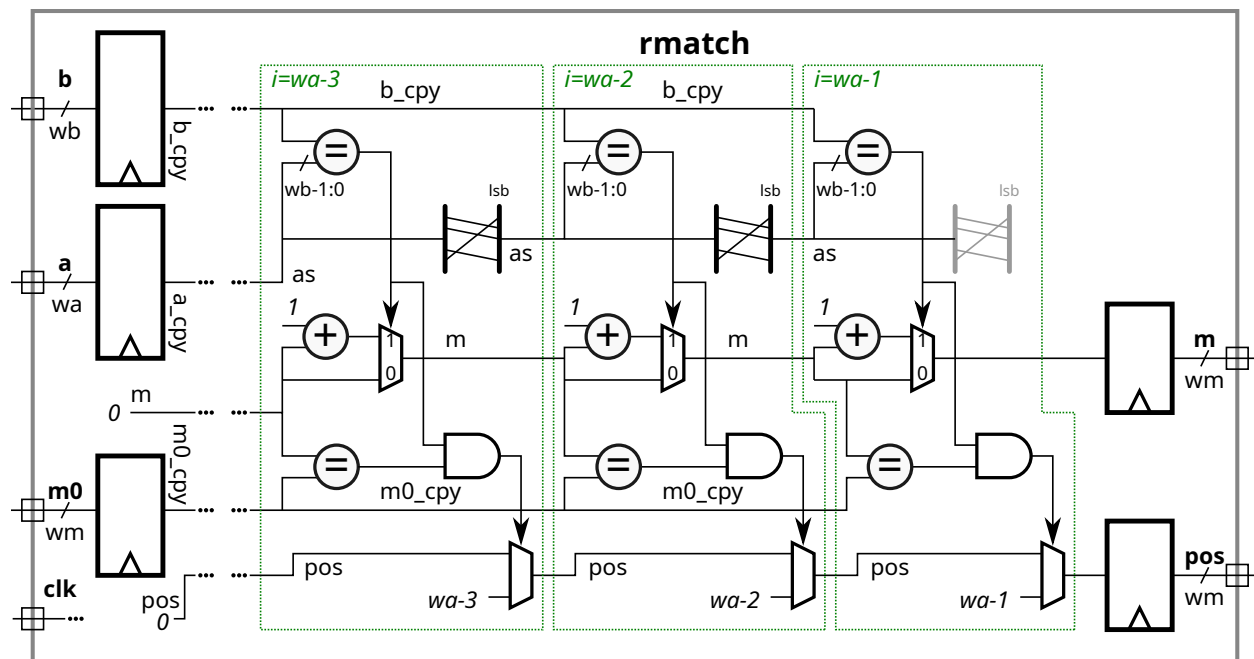 rmatch
i=wa-3
i=wa-2
i=wa-1
b
wb
b_cpy
b_cpy
b_cpy
=
=
=
wb-1:0
wb-1:0
wb-1:0
lsb
lsb
lsb
a
wa
a_cpy
as
as
as
1
1
1
+
+
+
1
0
1
0
1
0
m
m
m
wm
m
0
m0
wm
m0_cpy
=
=
=
m0_cpy
m0_cpy
pos
pos
pos
pos
wm
clk
pos
0
wa-3
wa-2
wa-1